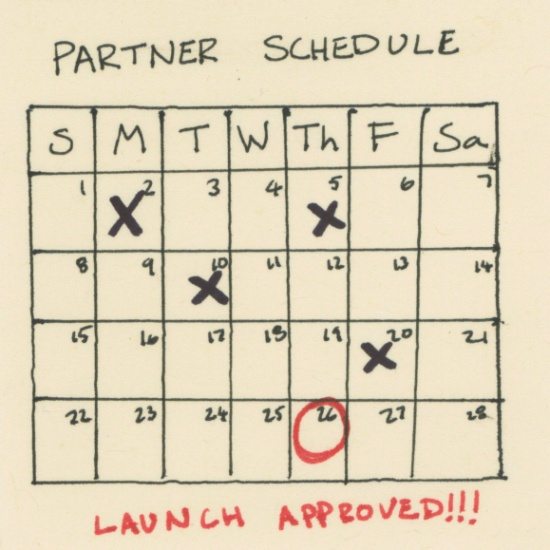 PARTNER SCHEDULE
S M T W Th F Sa
1 2 3 4 5 6 7
X X
8 9 10 11 12 13 14
X
15 16 17 18 19 20 21
X
22 23 24 25 26 27 28
LAUNCH APPROVED!!!